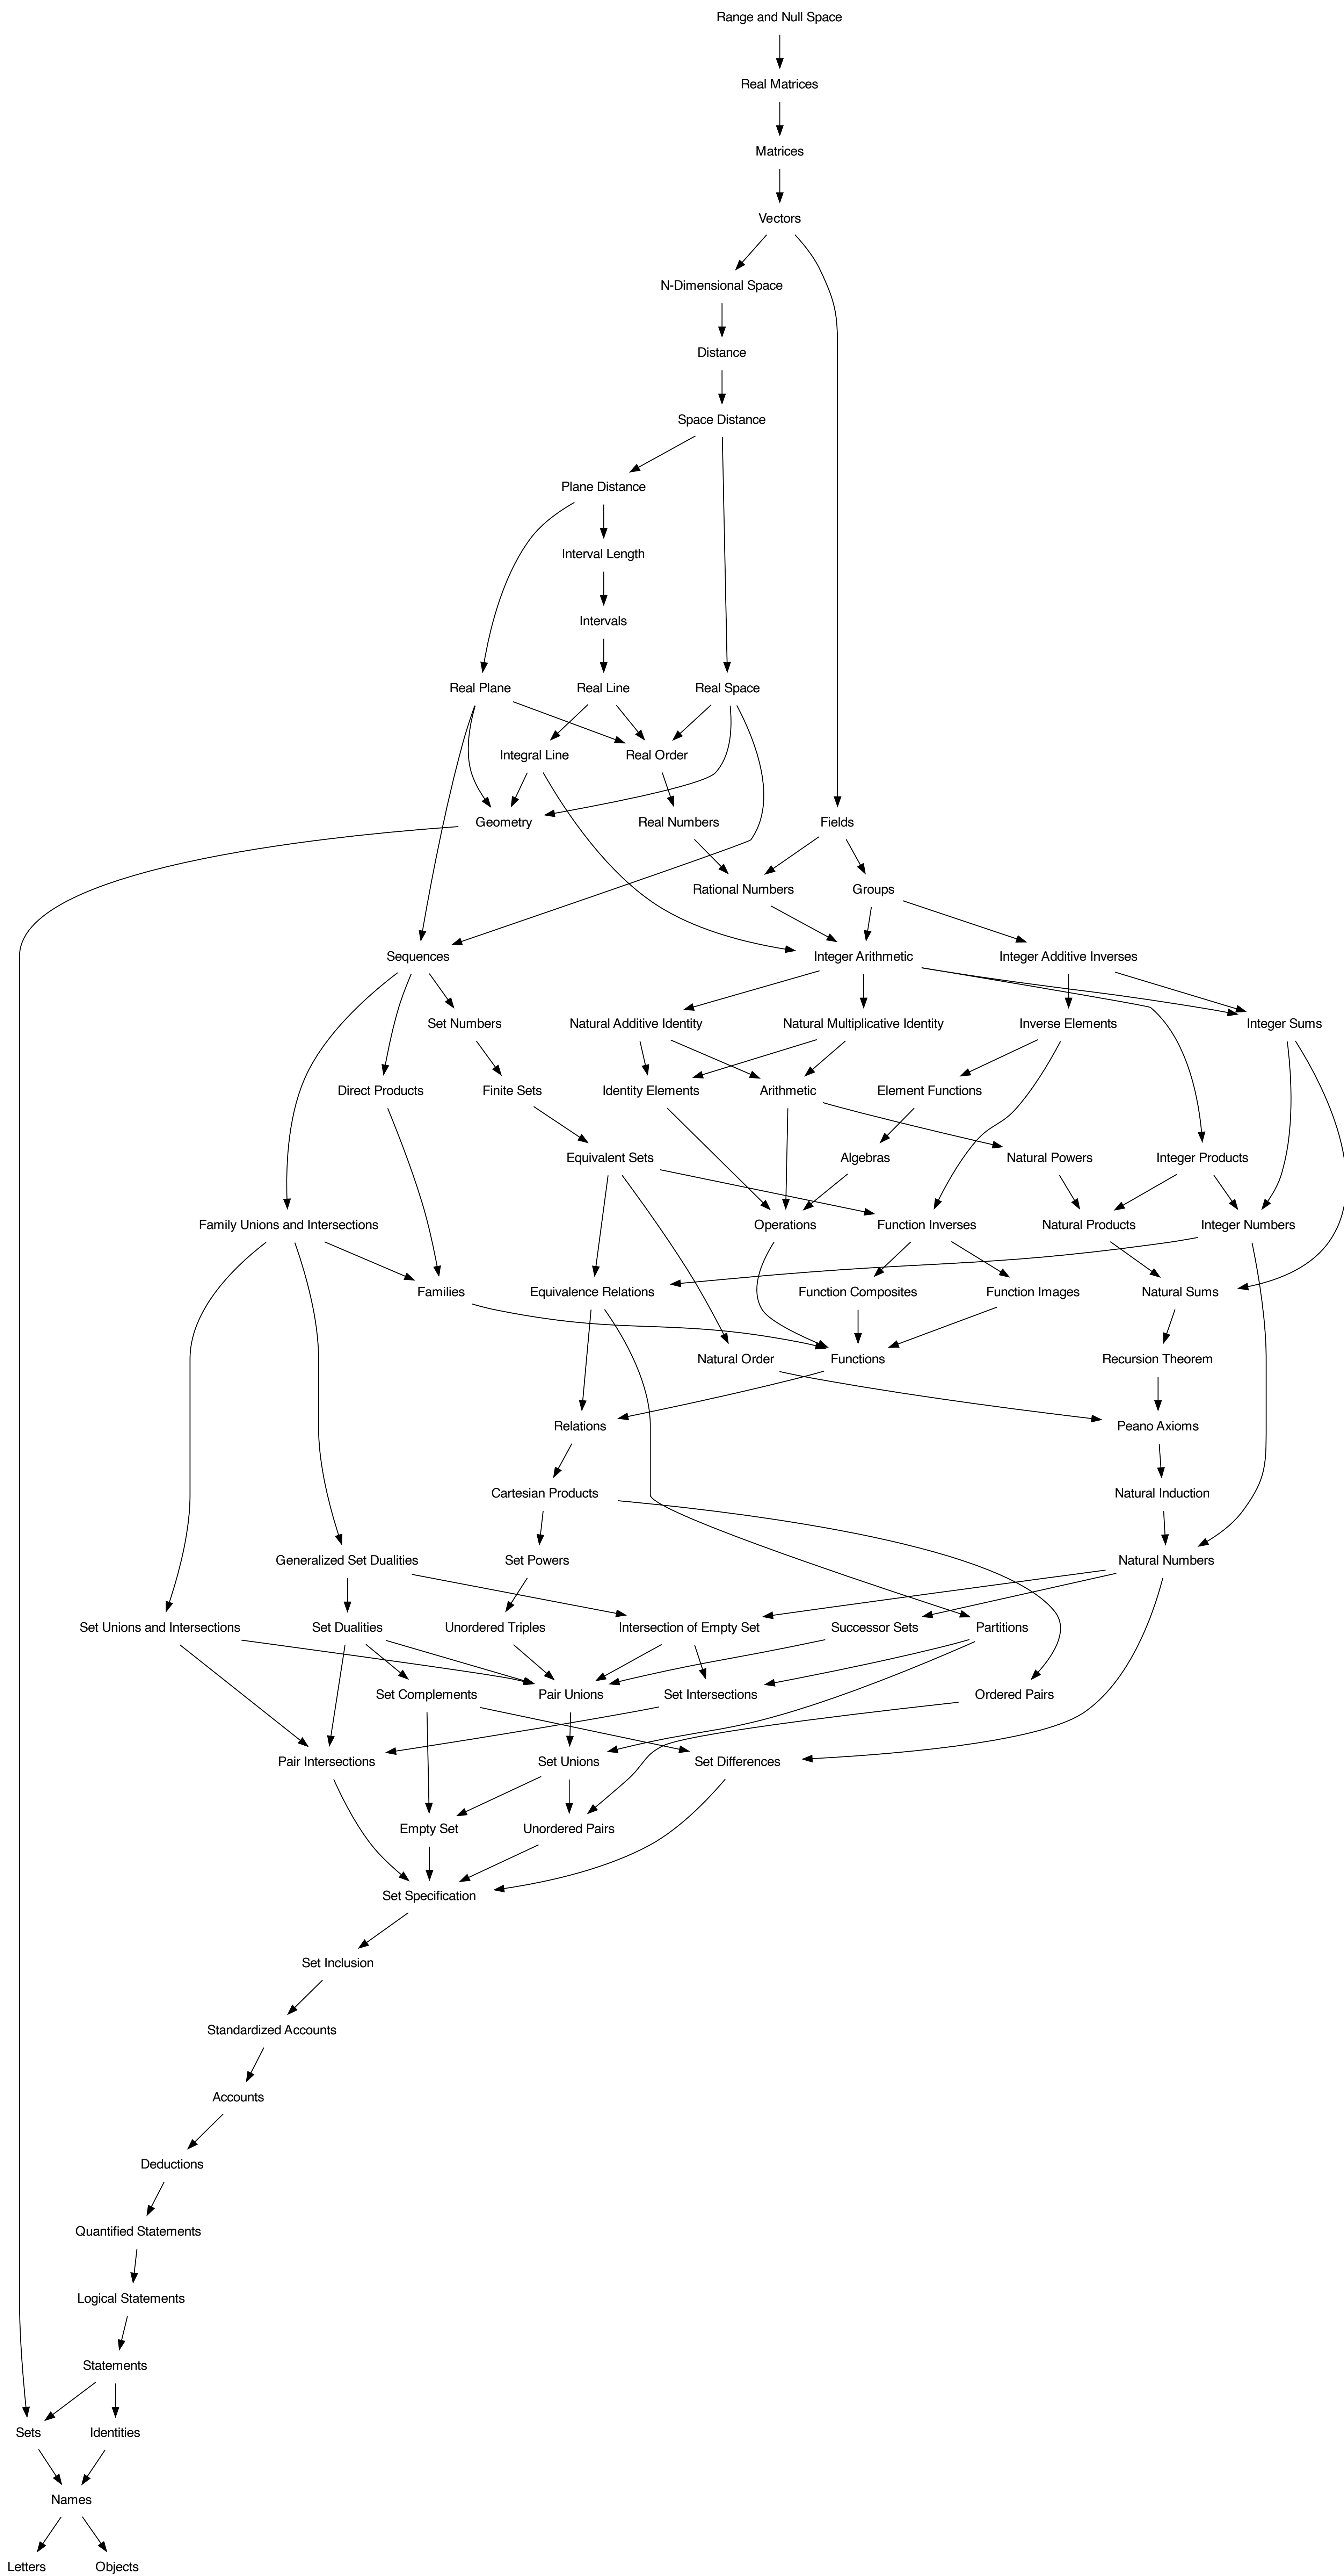 Range and Null Space
Real Matrices
Matrices
Vectors
N-Dimensional Space
Distance
Space Distance
Plane Distance
Interval Length
Intervals
Real Plane
Real Line
Real Space
Integral Line
Real Order
Geometry
Real Numbers
Fields
Rational Numbers
Groups
Sequences
Integer Arithmetic
Integer Additive Inverses
Set Numbers
Natural Additive Identity
Natural Multiplicative Identity
Inverse Elements
Integer Sums
Direct Products
Finite Sets
Identity Elements
Arithmetic
Element Functions
Equivalent Sets
Algebras
Natural Powers
Integer Products
Family Unions and Intersections
Operations
Function Inverses
Natural Products
Integer Numbers
Families
Equivalence Relations
Function Composites
Function Images
Natural Sums
Natural Order
Functions
Recursion Theorem
Relations
Peano Axioms
Cartesian Products
Natural Induction
Generalized Set Dualities
Set Powers
Natural Numbers
Set Unions and Intersections
Set Dualities
Unordered Triples
Intersection of Empty Set
Successor Sets
Partitions
Set Complements
Pair Unions
Set Intersections
Ordered Pairs
Pair Intersections
Set Unions
Set Differences
Empty Set
Unordered Pairs
Set Specification
Set Inclusion
Standardized Accounts
Accounts
Deductions
Quantified Statements
Logical Statements
Statements
Sets
Identities
Names
Letters
Objects